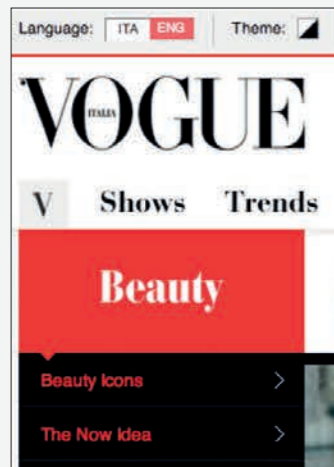 Language: ITA ENG Theme:
VOGUE
ITALIA
V Shows Trends
Beauty
Beauty Icons
The Now Idea